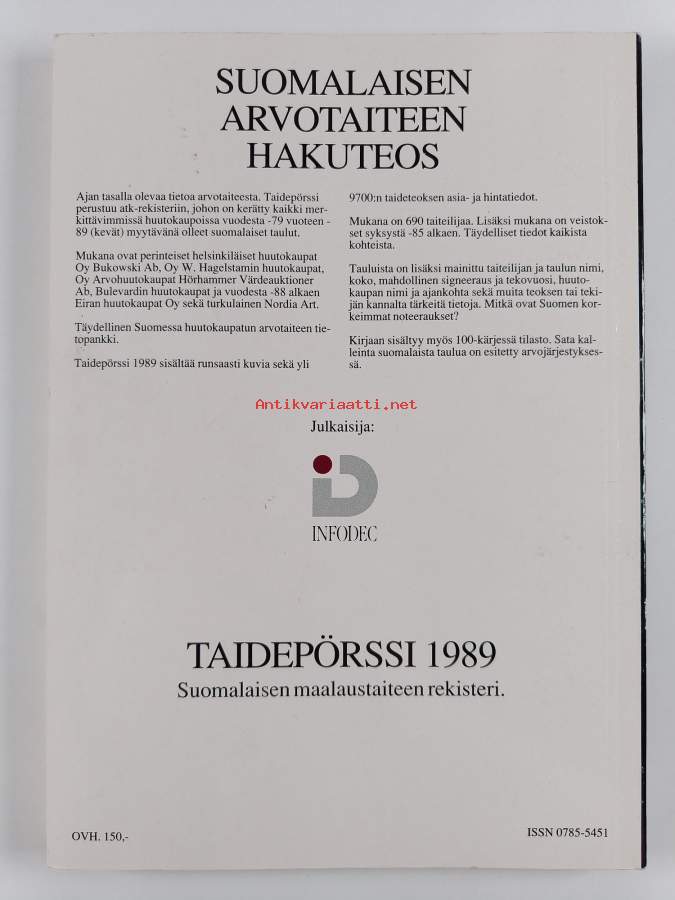 SUOMALAISEN
ARVOTAITEEN
HAKUTEOS
Ajan tasalla olevaa tietoa arvotaiteesta. Taidepörssi
perustuu atk-rekisteriin, johon on kerätty kaikki mer-
kittävimmissä huutokaupoissa vuodesta -79 vuoteen -
89 (kevät) myytävänä olleet suomalaiset taulut.
Mukana ovat perinteiset helsinkiläiset huutokaupat
Oy Bukowski Ab, Oy W. Hagelstamin huutokaupat,
Oy Arvohuutokaupat Hörhammer Värdeauktioner
Ab, Bulevardin huutokaupat ja vuodesta -88 alkaen
Eiran huutokaupat Oy sekä turkulainen Nordia Art.
Täydellinen Suomessa huutokaupatun arvotaiteen tie-
topankki.
Taidepörssi 1989 sisältää runsaasti kuvia sekä yli
9700:n taideteoksen asia- ja hintatiedot.
Mukana on 690 taiteilijaa. Lisäksi mukana on veistok-
set syksystä -85 alkaen. Täydelliset tiedot kaikista
kohteista.
Tauluista on lisäksi mainittu taiteilijan ja taulun nimi,
koko, mahdollinen signeeraus ja tekovuosi, huuto-
kaupan nimi ja ajankohta sekä muita teoksen tai teki-
jän kannalta tärkeitä tietoja. Mitkä ovat Suomen kor-
keimmat noteeraukset?
Kirjaan sisältyy myös 100-kärjessä tilasto. Sata kal-
leinta suomalaista taulua on esitetty arvojärjestykses-
sä.
Antikvariaatti.net
Julkaisija:
iD
INFODEC
TAIDEPÖRSSI 1989
Suomalaisen maalaustaiteen rekisteri.
OVH. 150,-
ISSN 0785-5451